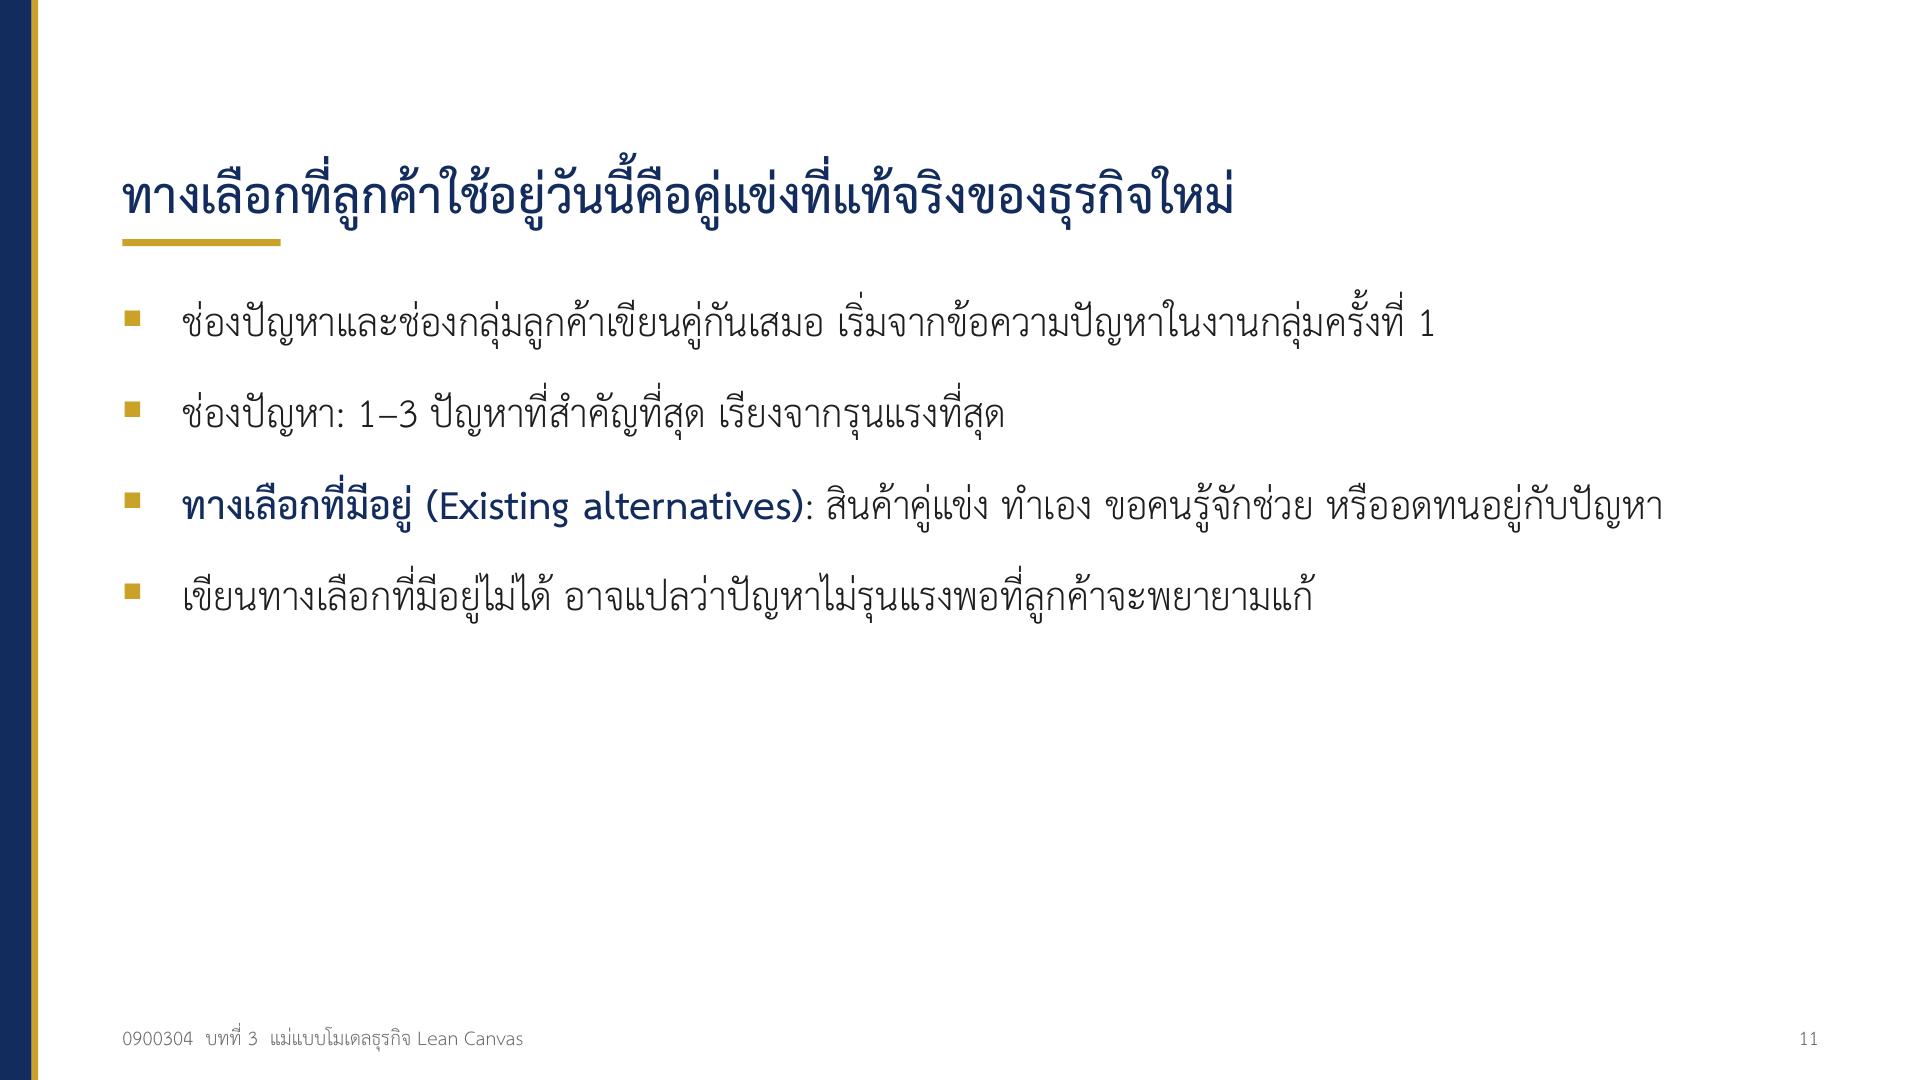 ทางเลือกที่ลูกค้าใช้อยู่วันนี้คือคู่แข่งที่แท้จริงของธุรกิจใหม่
ช่องปัญหาและช่องกลุ่มลูกค้าเขียนคู่กันเสมอ เริ่มจากข้อความปัญหาในงานกลุ่มครั้งที่ 1
ช่องปัญหา: 1–3 ปัญหาที่สำคัญที่สุด เรียงจากรุนแรงที่สุด
ทางเลือกที่มีอยู่ (Existing alternatives): สินค้าคู่แข่ง ทำเอง ขอคนรู้จักช่วย หรืออดทนอยู่กับปัญหา
เขียนทางเลือกที่มีอยู่ไม่ได้ อาจแปลว่าปัญหาไม่รุนแรงพอที่ลูกค้าจะพยายามแก้
0900304 บทที่ 3 แม่แบบโมเดลธุรกิจ Lean Canvas
11